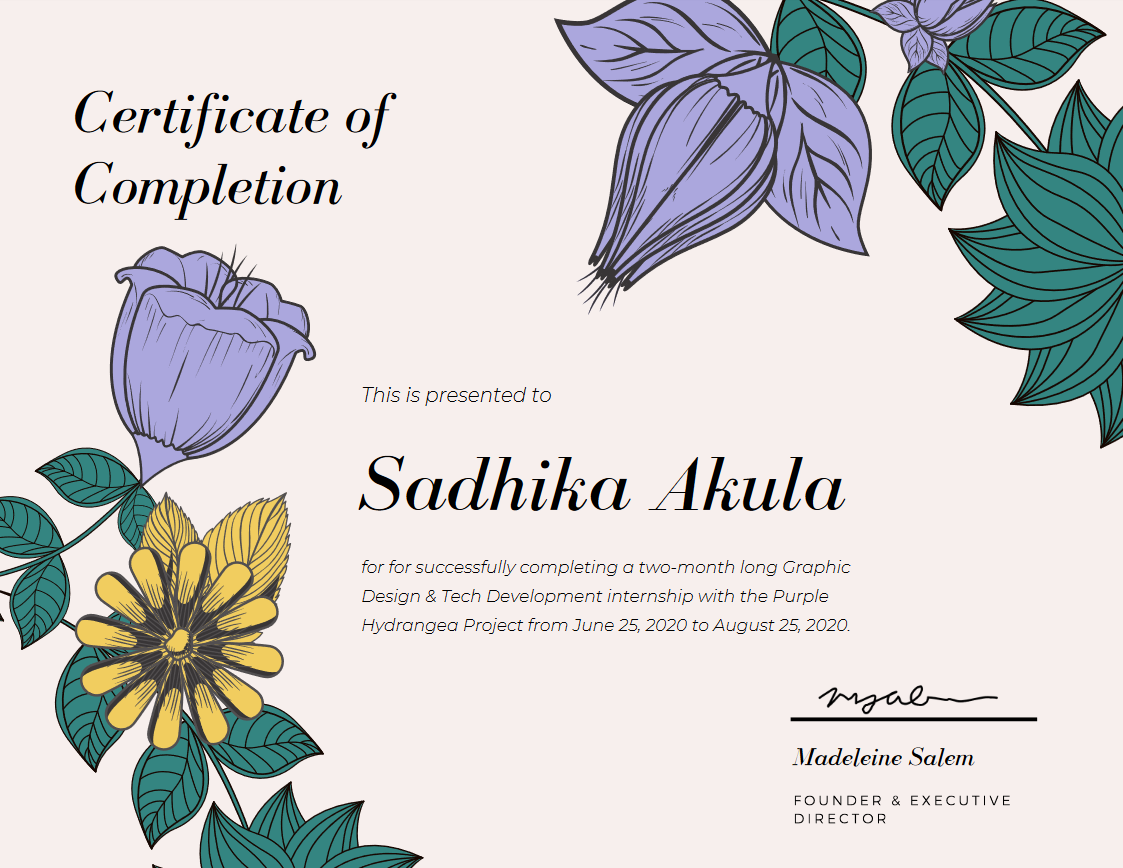 Certificate of
Completion
This is presented to
Sadhika Akula
for for successfully completing a two-month long Graphic
Design & Tech Development internship with the Purple
Hydrangea Project from June 25, 2020 to August 25, 2020.
Madeleine Salem
FOUNDER & EXECUTIVE
DIRECTOR